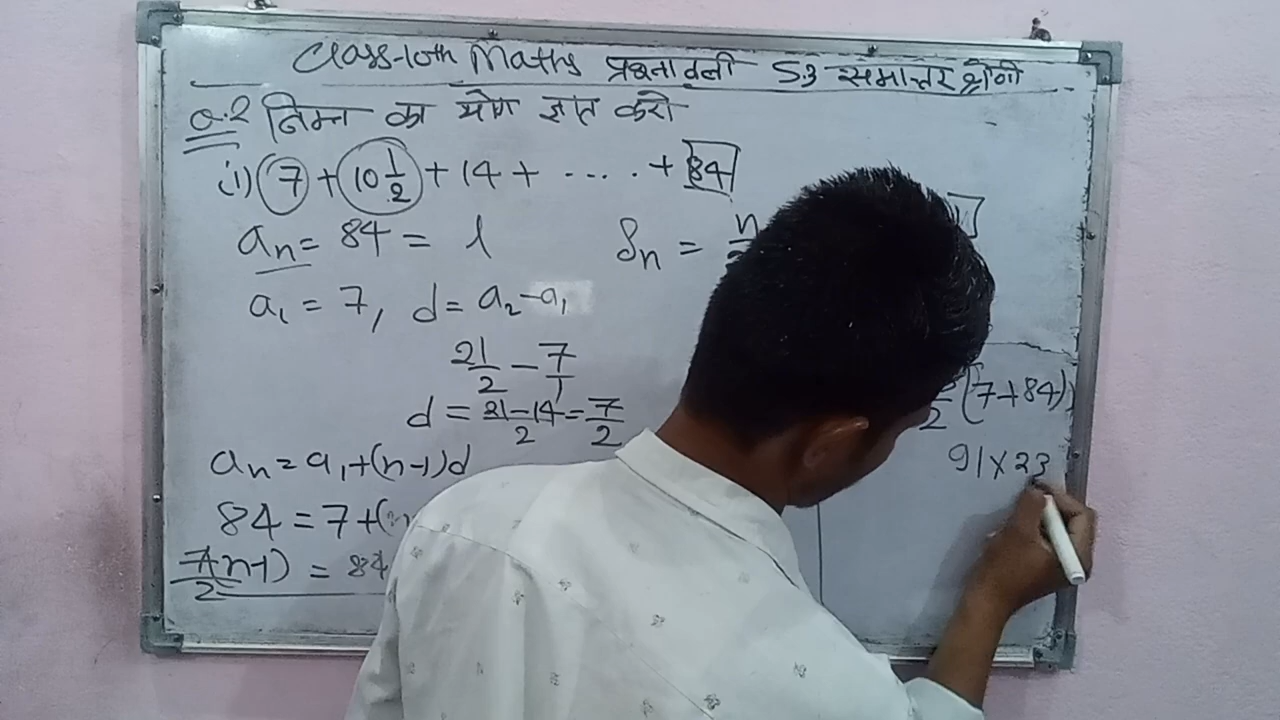 Class-10th Maths प्रश्नावली 5.3 समान्तर श्रेणी
Q.2 निम्न का योग ज्ञात करो
(i) 7 + 10 1/2 + 14 + ..... + 84
an = 84 = l
Sn = n
a1 = 7, d = a2 - a1
21/2 - 7/1
d = 21-14/2 = 7/2
/2 (7+84)
an = a1+(n-1)d
91×23
84 = 7+(n
7(n-1)/2 = 84